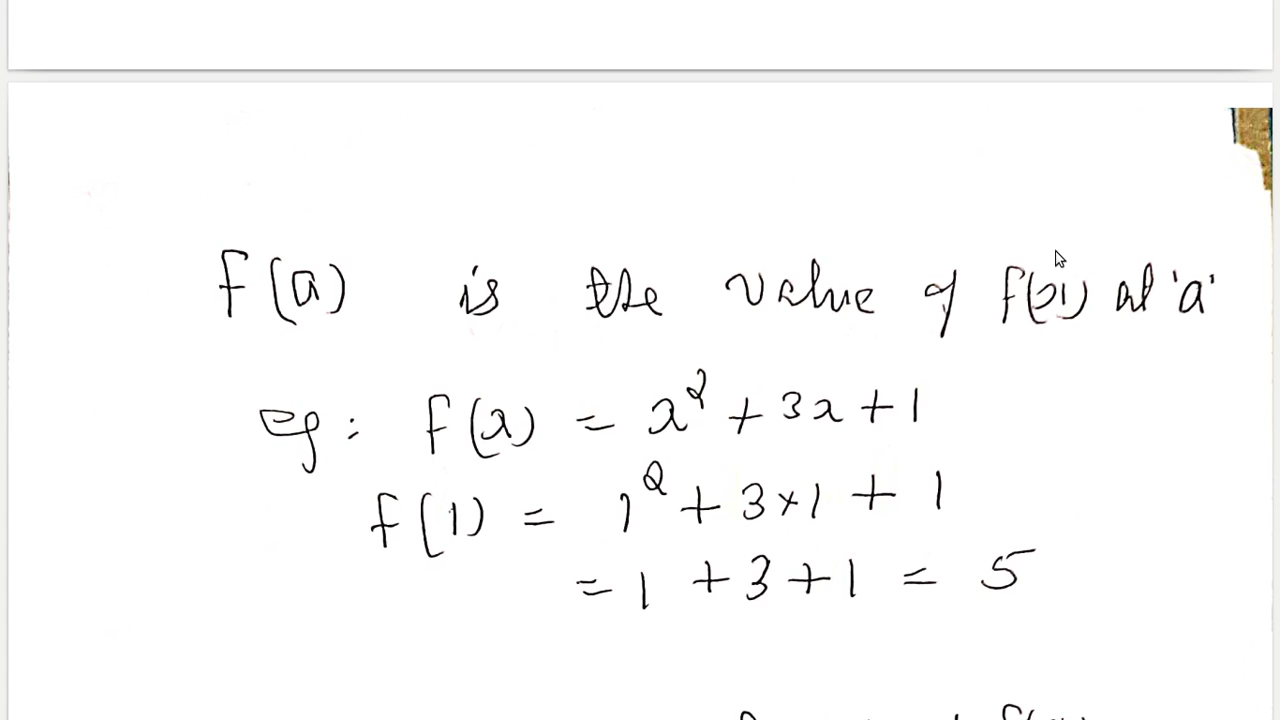 f(a) is the value of f(x) at 'a'
eg: f(x) = x² + 3x + 1
f(1) = 1² + 3×1 + 1
= 1 + 3 + 1 = 5